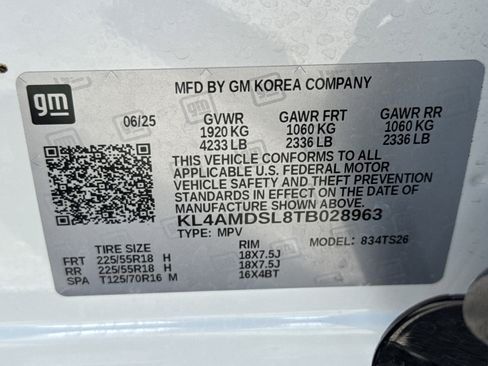 gm
MFD BY GM KOREA COMPANY
06/25 GVWR GAWR FRT GAWR RR
1920 KG 1060 KG 1060 KG
4233 LB 2336 LB 2336 LB
THIS VEHICLE CONFORMS TO ALL
APPLICABLE U.S. FEDERAL MOTOR
VEHICLE SAFETY AND THEFT PREVENTION
STANDARDS IN EFFECT ON THE DATE OF
MANUFACTURE SHOWN ABOVE.
KL4AMDSL8TB028963
TYPE: MPV MODEL: 834TS26
TIRE SIZE RIM
FRT 225/55R18 H 18X7.5J
RR 225/55R18 H 18X7.5J
SPA T125/70R16 M 16X4BT